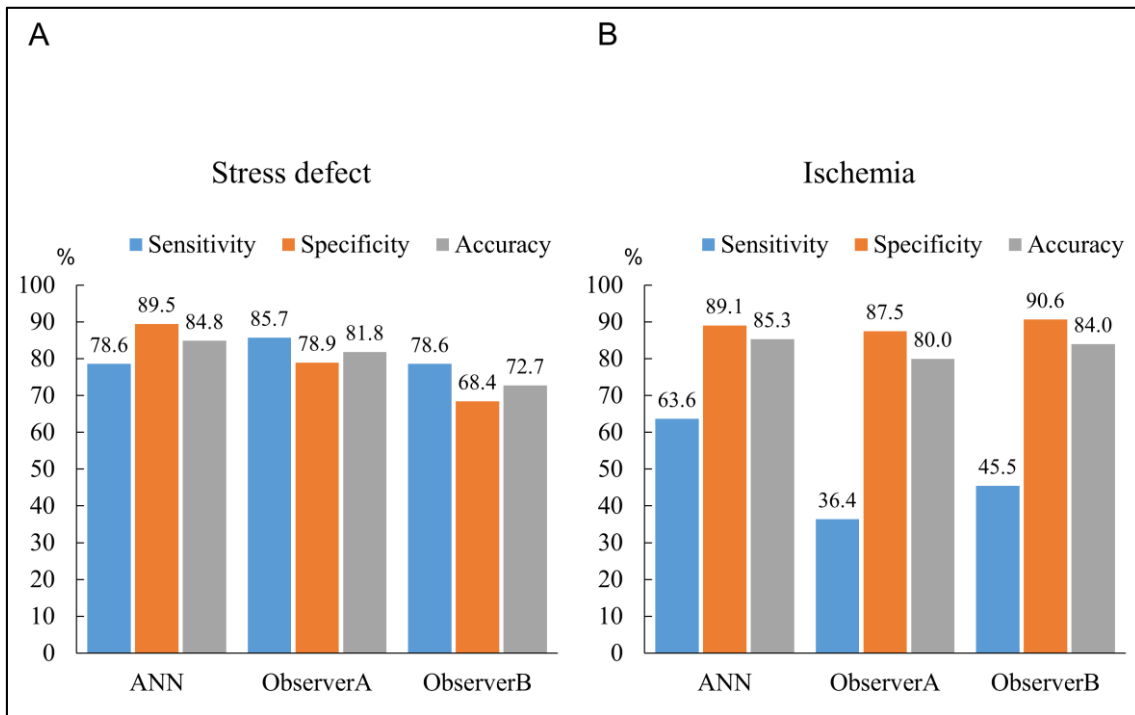 A
Stress defect
Sensitivity Specificity Accuracy
%
100
90
80
70
60
50
40
30
20
10
0
78.6 89.5 84.8
85.7 78.9 81.8
78.6 68.4 72.7
ANN ObserverA ObserverB
B
Ischemia
Sensitivity Specificity Accuracy
%
100
90
80
70
60
50
40
30
20
10
0
63.6 89.1 85.3
36.4 87.5 80.0
45.5 90.6 84.0
ANN ObserverA ObserverB